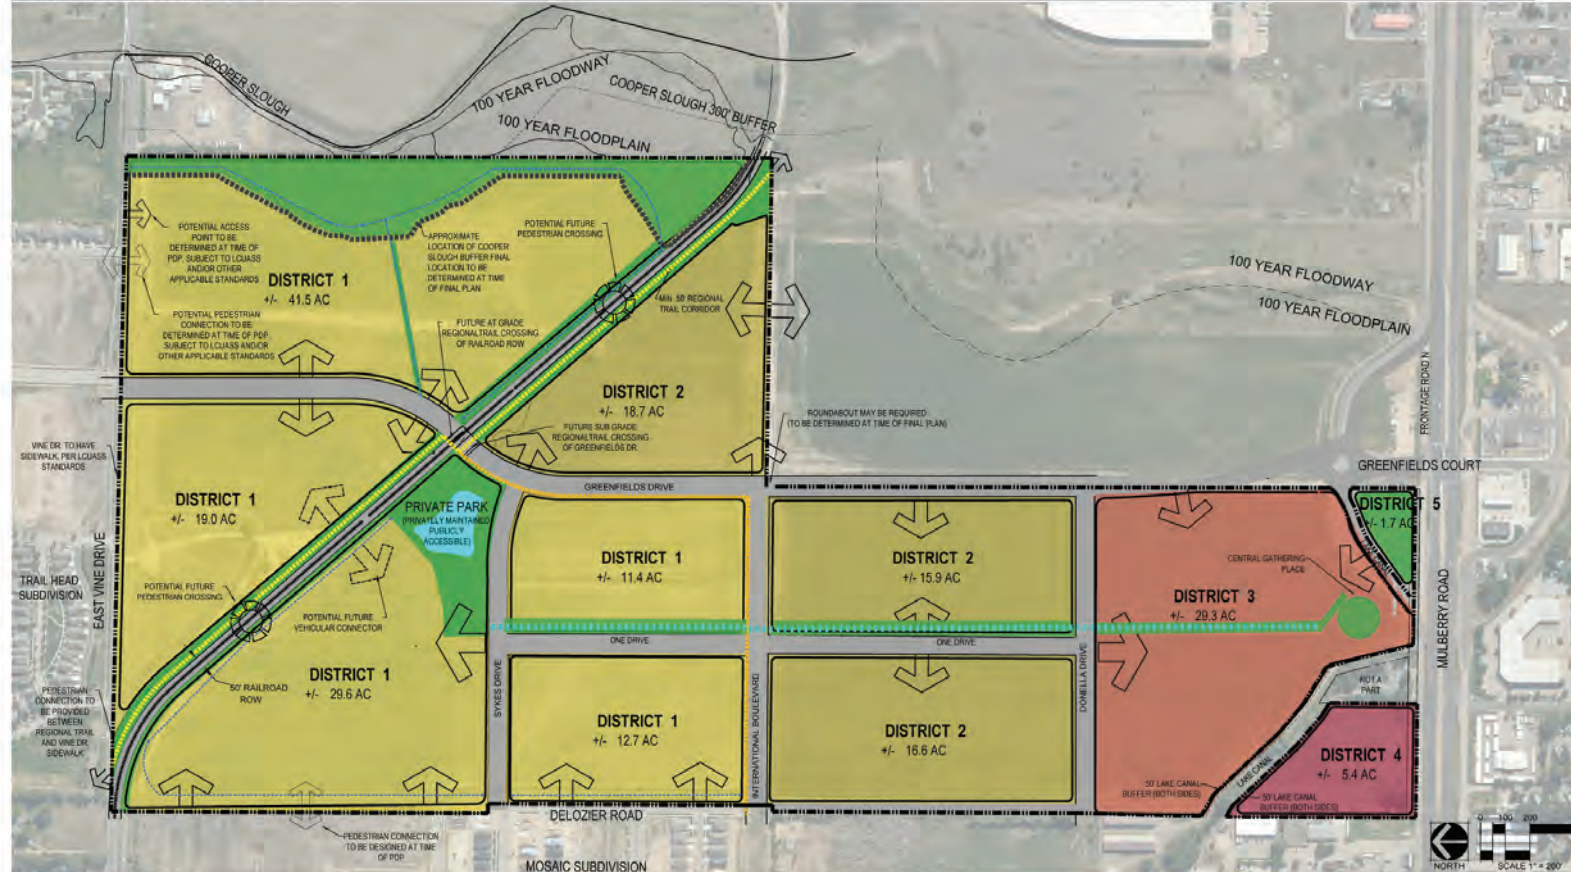 COOPER SLOUGH
100 YEAR FLOODWAY
COOPER SLOUGH 300' BUFFER
100 YEAR FLOODPLAIN
POTENTIAL ACCESS
POINT TO BE
DETERMINED AT TIME OF
PDP, SUBJECT TO LCUASS
AND/OR OTHER
APPLICABLE STANDARDS
DISTRICT 1
+/- 41.5 AC
APPROXIMATE
LOCATION OF COOPER
SLOUGH BUFFER FINAL
LOCATION TO BE
DETERMINED AT TIME
OF FINAL PLAN
POTENTIAL FUTURE
PEDESTRIAN CROSSING
MIN. 50' REGIONAL
TRAIL CORRIDOR
100 YEAR FLOODWAY
100 YEAR FLOODPLAIN
POTENTIAL PEDESTRIAN
CONNECTION TO BE
DETERMINED AT TIME OF PDP,
SUBJECT TO LCUASS AND/OR
OTHER APPLICABLE STANDARDS
FUTURE AT GRADE
REGIONALTRAIL CROSSING
OF RAILROAD ROW
DISTRICT 2
+/- 18.7 AC
FUTURE SUB GRADE
REGIONALTRAIL CROSSING
OF GREENFIELDS DR.
ROUNDABOUT MAY BE REQUIRED
(TO BE DETERMINED AT TIME OF FINAL PLAN)
FRONTAGE ROAD N
GREENFIELDS COURT
VINE DR. TO HAVE
SIDEWALK, PER LCUASS
STANDARDS
DISTRICT 1
+/- 19.0 AC
GREENFIELDS DRIVE
PRIVATE PARK
(PRIVATELY MAINTAINED
PUBLICLY
ACCESSIBLE)
DISTRICT 5
+/- 1.7 AC
EAST VINE DRIVE
TRAIL HEAD
SUBDIVISION
POTENTIAL FUTURE
PEDESTRIAN CROSSING
POTENTIAL FUTURE
VEHICULAR CONNECTOR
DISTRICT 1
+/- 11.4 AC
DISTRICT 2
+/- 15.9 AC
CENTRAL GATHERING
PLACE
DISTRICT 3
+/- 29.3 AC
MULBERRY ROAD
ONE DRIVE
ONE DRIVE
DISTRICT 1
+/- 29.6 AC
50' RAILROAD
ROW
SYKES DRIVE
INTERNATIONAL BOULEVARD
DONELLA DRIVE
NOT A
PART
PEDESTRIAN
CONNECTION TO
BE PROVIDED
BETWEEN
REGIONAL TRAIL
AND VINE DR.
SIDEWALK
DISTRICT 1
+/- 12.7 AC
DISTRICT 2
+/- 16.6 AC
DISTRICT 4
+/- 5.4 AC
LAKE CANAL
50' LAKE CANAL
BUFFER (BOTH SIDES)
50' LAKE CANAL
BUFFER (BOTH SIDES)
DELOZIER ROAD
PEDESTRIAN CONNECTION
TO BE DESIGNED AT TIME
OF PDP
MOSAIC SUBDIVISION
0 100 200
NORTH
SCALE 1" = 200'